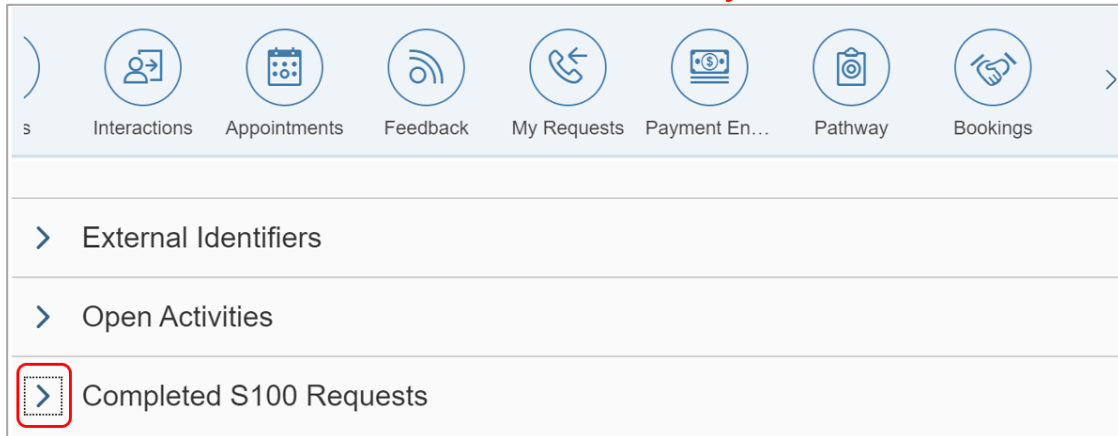 s Interactions Appointments Feedback My Requests Payment En... Pathway Bookings
External Identifiers
Open Activities
Completed S100 Requests